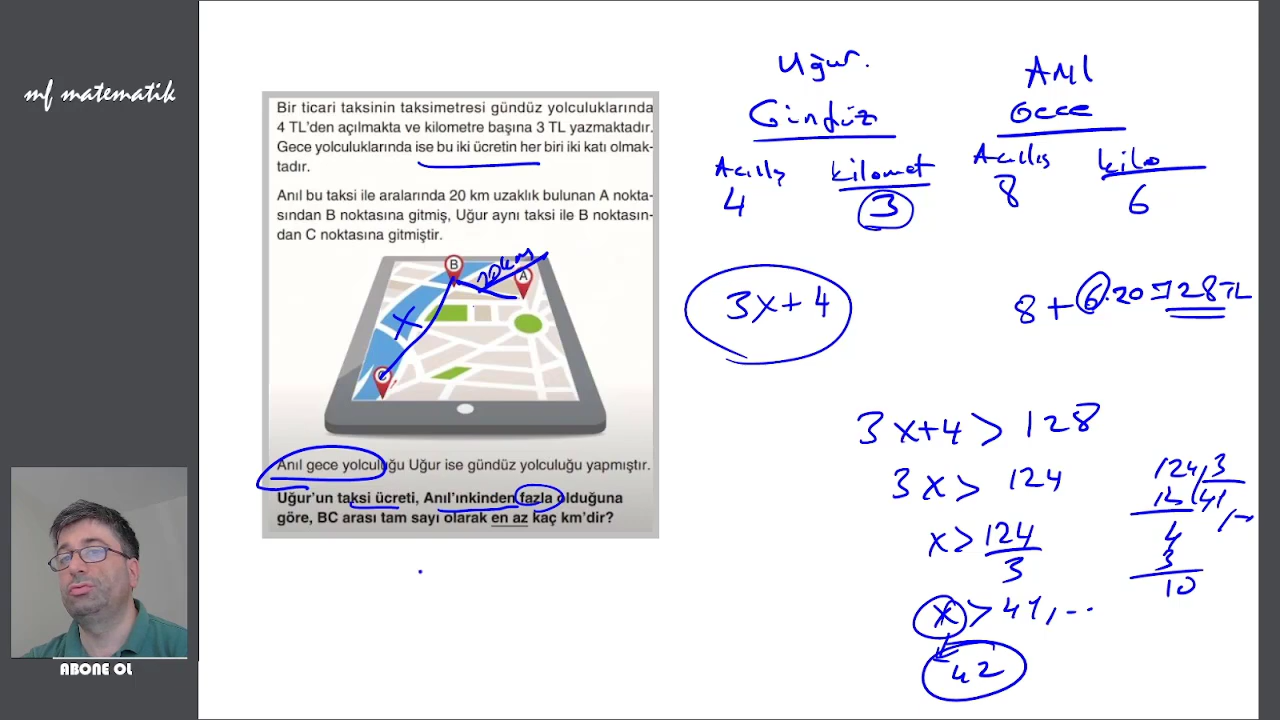 mf matematik
Bir ticari taksinin taksimetresi gündüz yolculuklarında
4 TL'den açılmakta ve kilometre başına 3 TL yazmaktadır.
Gece yolculuklarında ise bu iki ücretin her biri iki katı olmak-
tadır.
Anıl bu taksi ile aralarında 20 km uzaklık bulunan A nokta-
sından B noktasına gitmiş, Uğur aynı taksi ile B noktasın-
dan C noktasına gitmiştir.
B
20 km
A
X
C
Anıl gece yolculuğu Uğur ise gündüz yolculuğu yapmıştır.
Uğur'un taksi ücreti, Anıl'ınkinden fazla olduğuna
göre, BC arası tam sayı olarak en az kaç km'dir?
Uğur. Anıl
Gündüz Gece
Açılış kilomet Açılış kilo
4 3 8 6
3x+4
8+6.20=128TL
3x+4 > 128
3x > 124
x > 124
3
x > 41,...
42
124 3
12 41,
4
3
10
ABONE OL